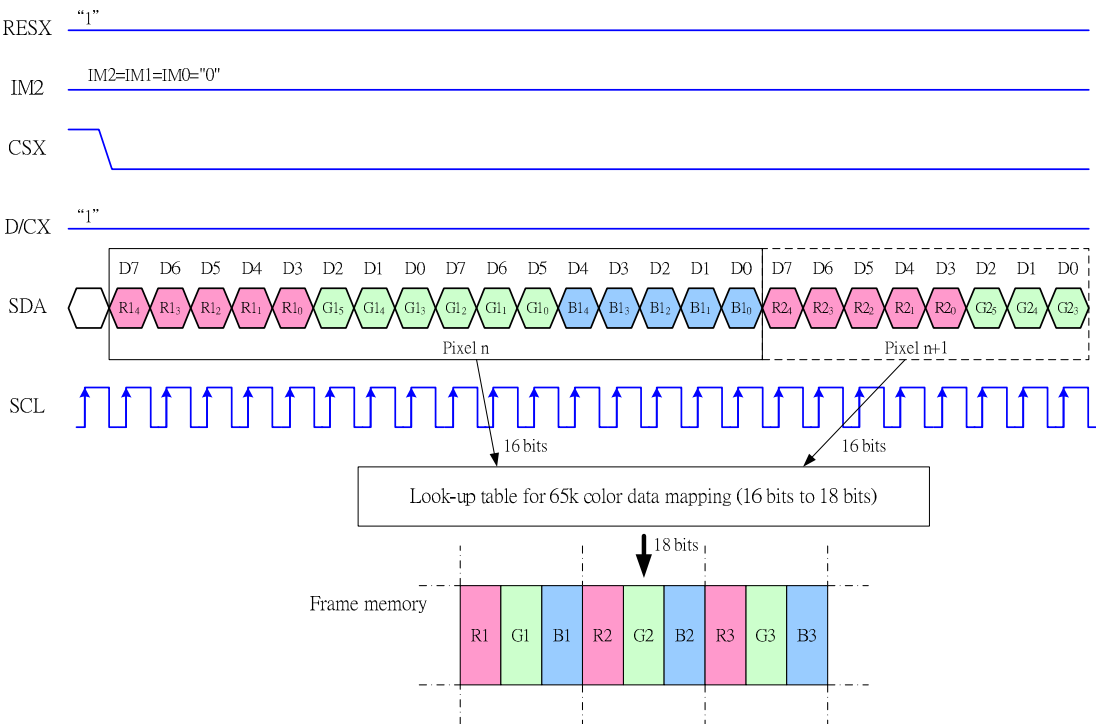 RESX “1”
IM2 IM2=IM1=IM0="0"
CSX
D/CX “1”
D7 D6 D5 D4 D3 D2 D1 D0 D7 D6 D5 D4 D3 D2 D1 D0 D7 D6 D5 D4 D3 D2 D1 D0
SDA R1₄ R1₃ R1₂ R1₁ R1₀ G1₅ G1₄ G1₃ G1₂ G1₁ G1₀ B1₄ B1₃ B1₂ B1₁ B1₀ R2₄ R2₃ R2₂ R2₁ R2₀ G2₅ G2₄ G2₃
Pixel n Pixel n+1
SCL
16 bits 16 bits
Look-up table for 65k color data mapping (16 bits to 18 bits)
18 bits
Frame memory
R1 G1 B1 R2 G2 B2 R3 G3 B3